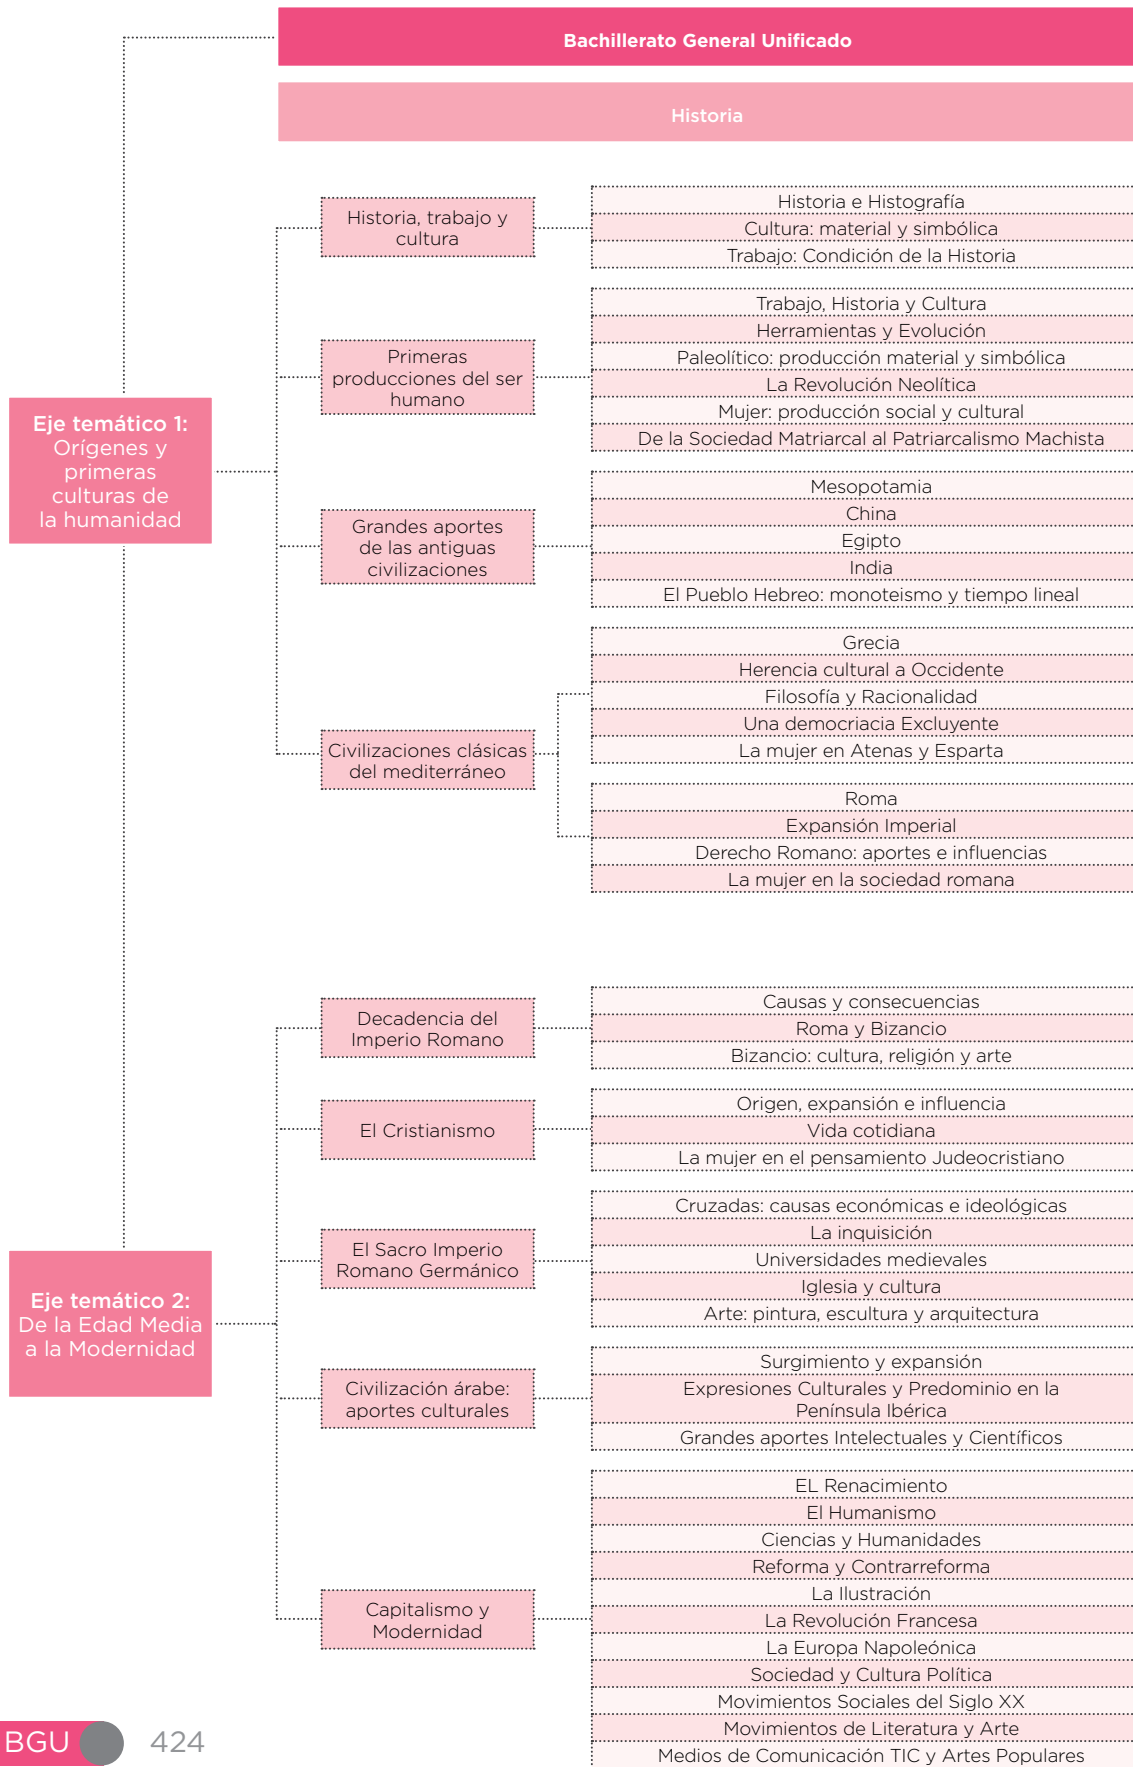 Bachillerato General Unificado
Historia
Eje temático 1:
Orígenes y
primeras
culturas de
la humanidad
Historia, trabajo y
cultura
Historia e Histografía
Cultura: material y simbólica
Trabajo: Condición de la Historia
Primeras
producciones del ser
humano
Trabajo, Historia y Cultura
Herramientas y Evolución
Paleolítico: producción material y simbólica
La Revolución Neolítica
Mujer: producción social y cultural
De la Sociedad Matriarcal al Patriarcalismo Machista
Grandes aportes
de las antiguas
civilizaciones
Mesopotamia
China
Egipto
India
El Pueblo Hebreo: monoteismo y tiempo lineal
Civilizaciones clásicas
del mediterráneo
Grecia
Herencia cultural a Occidente
Filosofía y Racionalidad
Una democriacia Excluyente
La mujer en Atenas y Esparta
Roma
Expansión Imperial
Derecho Romano: aportes e influencias
La mujer en la sociedad romana
Eje temático 2:
De la Edad Media
a la Modernidad
Decadencia del
Imperio Romano
Causas y consecuencias
Roma y Bizancio
Bizancio: cultura, religión y arte
El Cristianismo
Origen, expansión e influencia
Vida cotidiana
La mujer en el pensamiento Judeocristiano
El Sacro Imperio
Romano Germánico
Cruzadas: causas económicas e ideológicas
La inquisición
Universidades medievales
Iglesia y cultura
Arte: pintura, escultura y arquitectura
Civilización árabe:
aportes culturales
Surgimiento y expansión
Expresiones Culturales y Predominio en la
Península Ibérica
Grandes aportes Intelectuales y Científicos
Capitalismo y
Modernidad
EL Renacimiento
El Humanismo
Ciencias y Humanidades
Reforma y Contrarreforma
La Ilustración
La Revolución Francesa
La Europa Napoleónica
Sociedad y Cultura Política
Movimientos Sociales del Siglo XX
Movimientos de Literatura y Arte
Medios de Comunicación TIC y Artes Populares
BGU 424